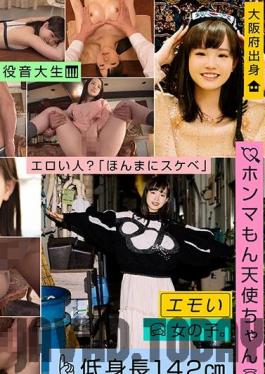 大阪府出身
役音大生
エロい人?「ほんまにスケベ」
ホンマもん天使ちゃん
エモい
女の子。
低身長142cm